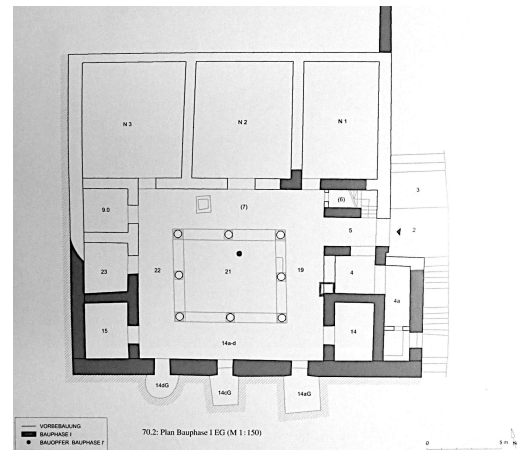 N 3
N 2
N 1
3
(6)
9.0
(7)
5
2
23
22
21
19
4
4a
15
14
14a-d
14dG
14cG
14aG
VORBEBAUUNG
BAUPHASE I
BAUOPFER BAUPHASE I'
70.2: Plan Bauphase I EG (M 1:150)
0
5 m
N